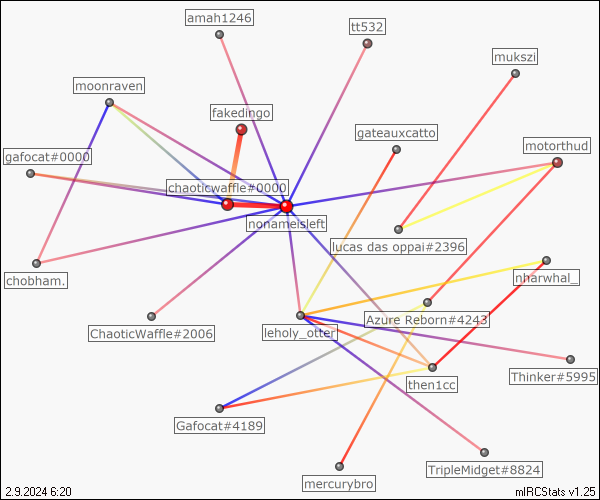 amah1246
tt532
mukszi
moonraven
fakedingo
gateauxcatto
motorthud
gafocat#0000
chaoticwaffle#0000
nonameisleft
lucas das oppai#2396
chobham.
nharwhal_
ChaoticWaffle#2006
leholy_otter
Azure Reborn#4243
Thinker#5995
then1cc
Gafocat#4189
TripleMidget#8824
mercurybro
2.9.2024 6:20
mIRCStats v1.25